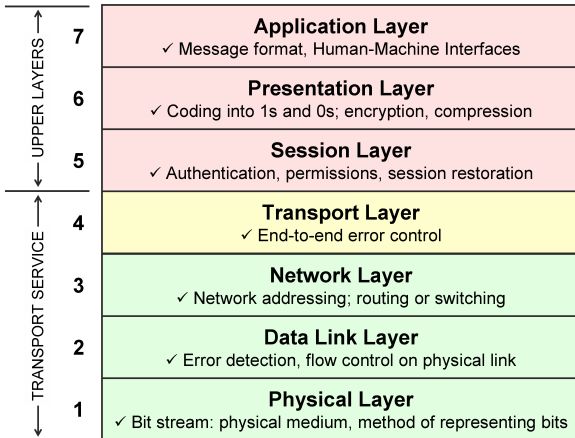 UPPER LAYERS
7
Application Layer
✓ Message format, Human-Machine Interfaces
6
Presentation Layer
✓ Coding into 1s and 0s; encryption, compression
5
Session Layer
✓ Authentication, permissions, session restoration
TRANSPORT SERVICE
4
Transport Layer
✓ End-to-end error control
3
Network Layer
✓ Network addressing; routing or switching
2
Data Link Layer
✓ Error detection, flow control on physical link
1
Physical Layer
✓ Bit stream: physical medium, method of representing bits